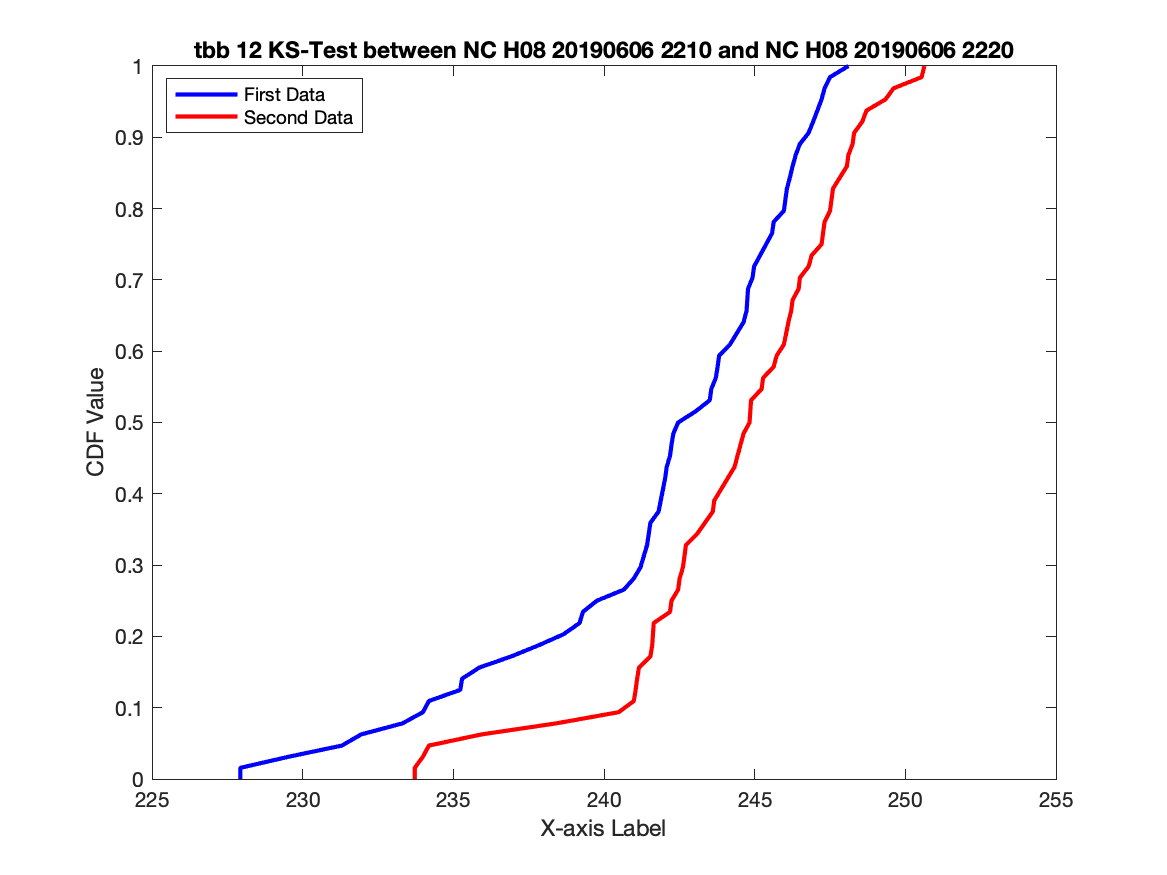 tbb 12 KS-Test between NC H08 20190606 2210 and NC H08 20190606 2220
First Data
Second Data
1
0.9
0.8
0.7
0.6
0.5
0.4
0.3
0.2
0.1
0
CDF Value
225 230 235 240 245 250 255
X-axis Label